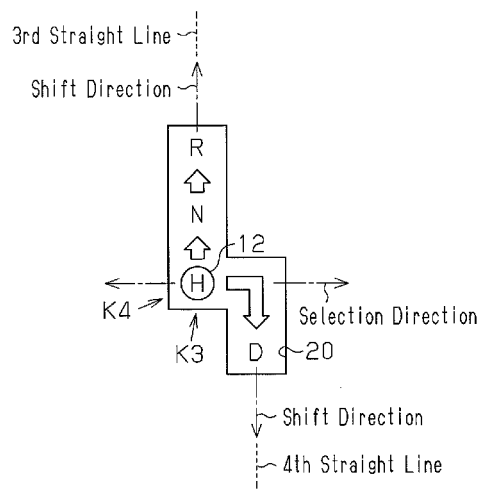 3rd Straight Line
Shift Direction
R
N
12
H
K4
Selection Direction
K3
D
20
Shift Direction
4th Straight Line